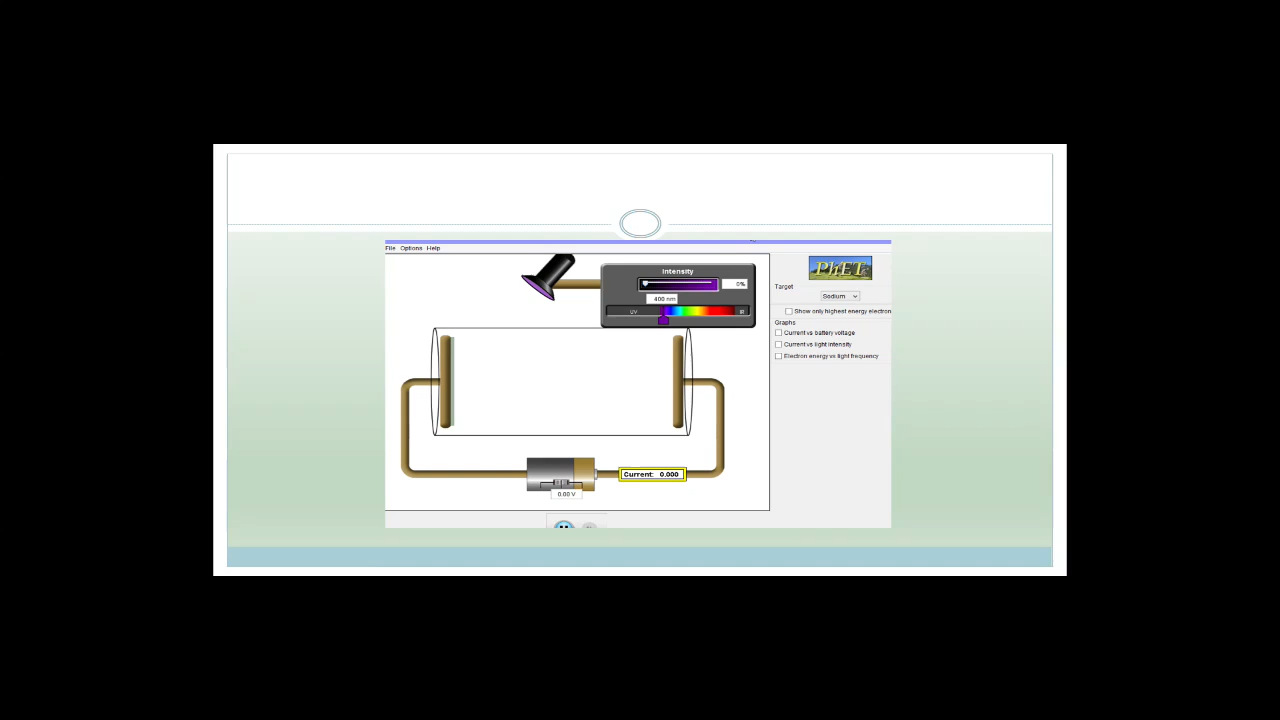 File Options Help
Intensity
0%
400 nm
UV
IR
PhET
Target
Sodium
Show only highest energy electron
Graphs
Current vs battery voltage
Current vs light intensity
Electron energy vs light frequency
Current: 0.000
0.00 V